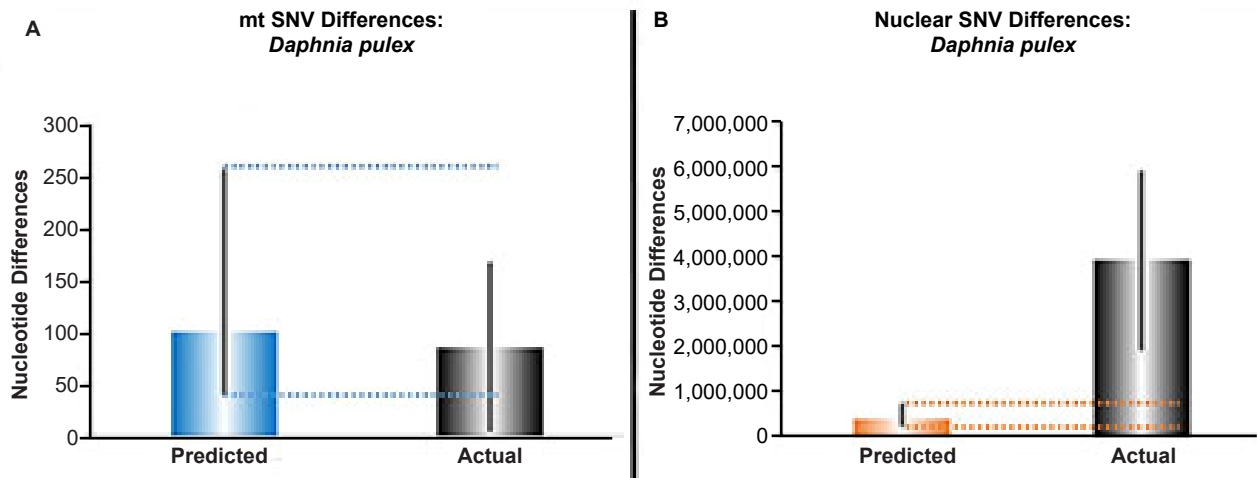 A
mt SNV Differences:
Daphnia pulex
Nucleotide Differences
300
250
200
150
100
50
0
Predicted
Actual
B
Nuclear SNV Differences:
Daphnia pulex
Nucleotide Differences
7,000,000
6,000,000
5,000,000
4,000,000
3,000,000
2,000,000
1,000,000
0
Predicted
Actual